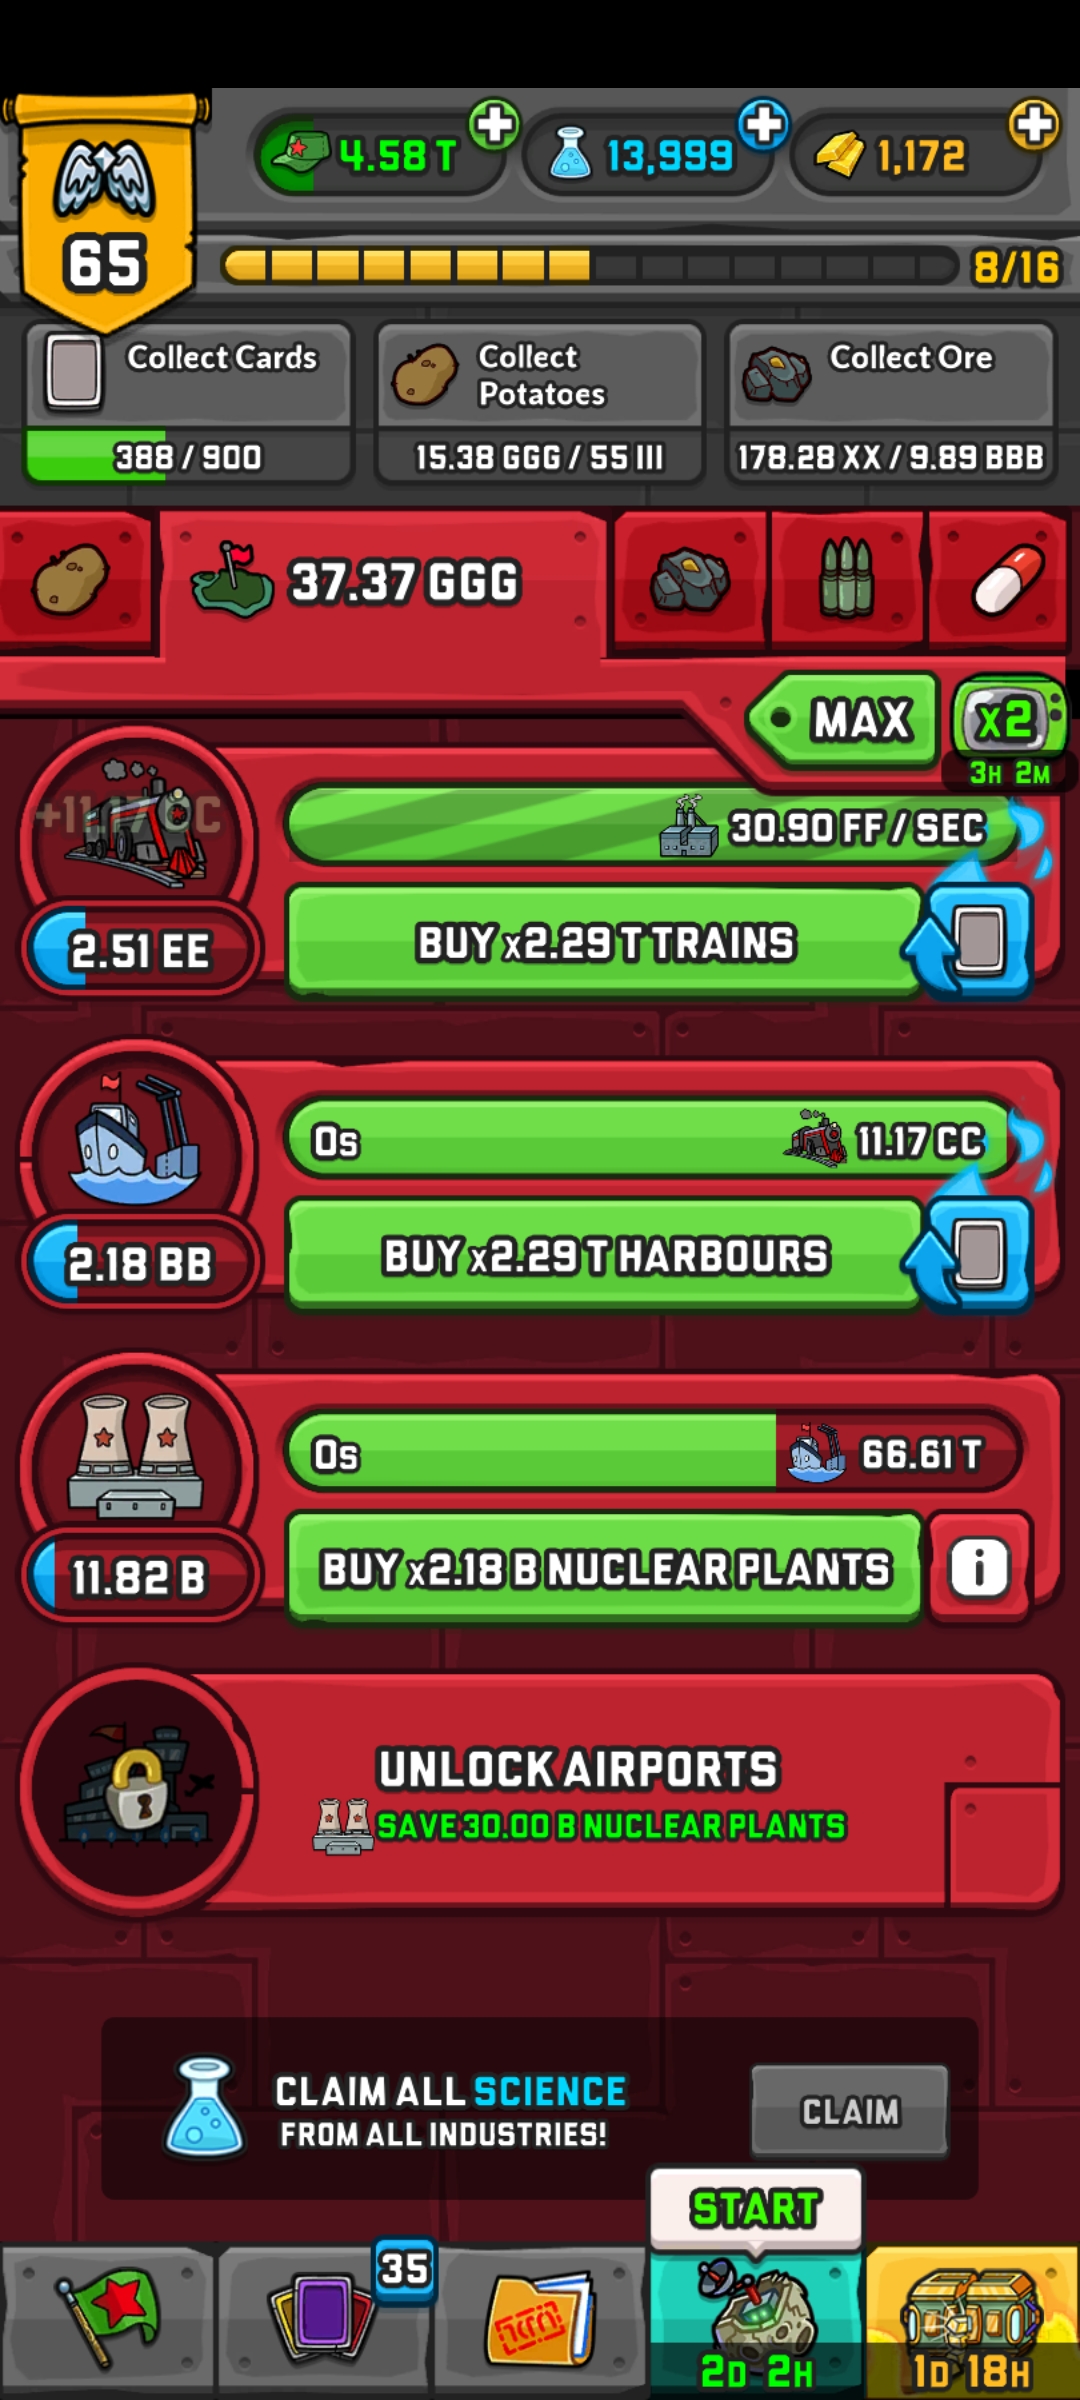 65
4.58 T
13,999
1,172
8/16
Collect Cards
388 / 900
Collect
Potatoes
15.38 GGG / 55 III
Collect Ore
178.28 XX / 9.89 BBB
37.37 GGG
MAX
x2
3H 2M
+11.17 CC
30.90 FF / SEC
2.51 EE
BUY x2.29 T TRAINS
0s
11.17 CC
2.18 BB
BUY x2.29 T HARBOURS
0s
66.61 T
11.82 B
BUY x2.18 B NUCLEAR PLANTS
i
UNLOCK AIRPORTS
SAVE 30.00 B NUCLEAR PLANTS
CLAIM ALL SCIENCE
FROM ALL INDUSTRIES!
CLAIM
START
35
2D 2H
1D 18H